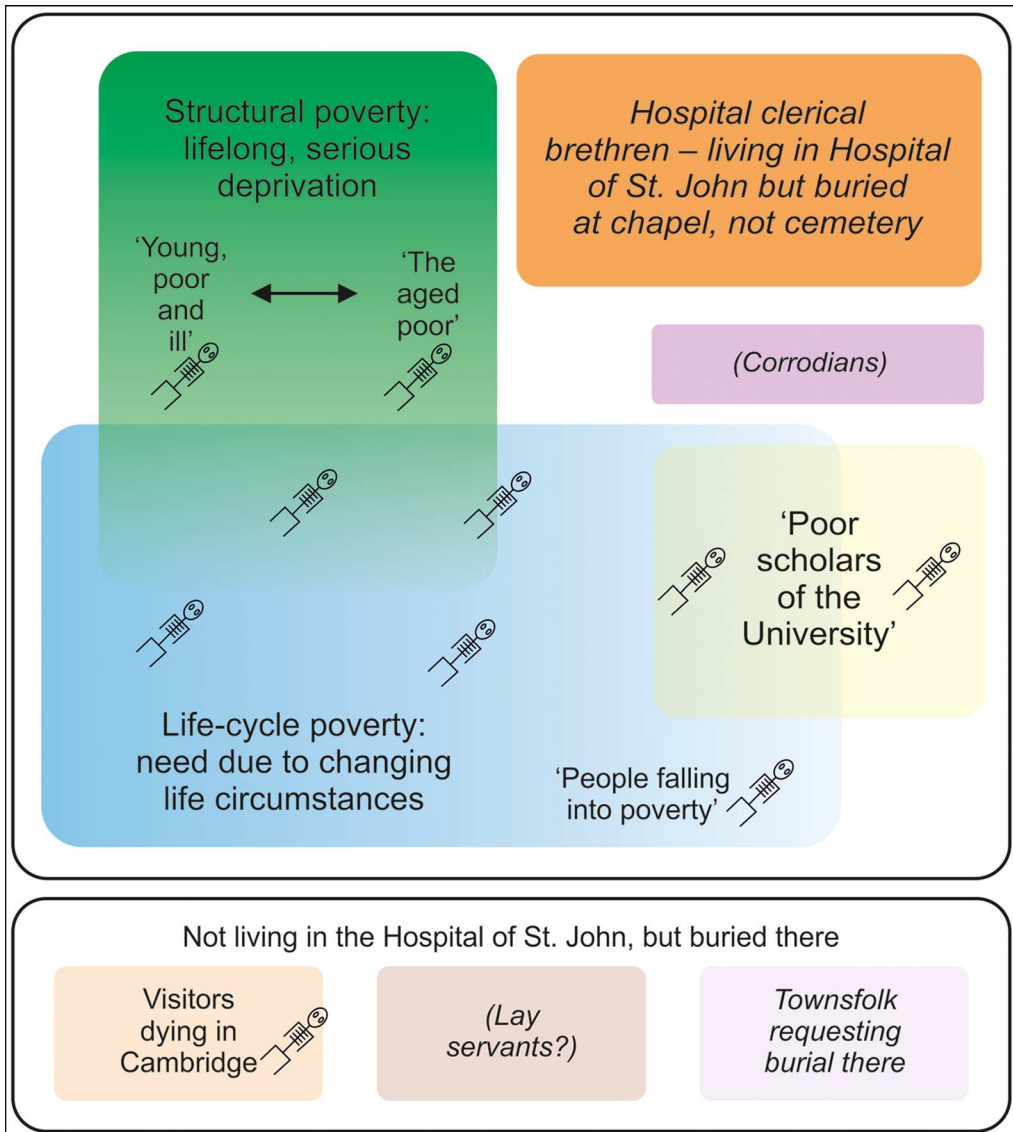 Structural poverty:
lifelong, serious
deprivation
‘Young,
poor
and
ill’
‘The
aged
poor’
Hospital clerical
brethren – living in Hospital
of St. John but buried
at chapel, not cemetery
(Corrodians)
‘Poor
scholars
of the
University’
Life-cycle poverty:
need due to changing
life circumstances
‘People falling
into poverty’
Not living in the Hospital of St. John, but buried there
Visitors
dying in
Cambridge
(Lay
servants?)
Townsfolk
requesting
burial there